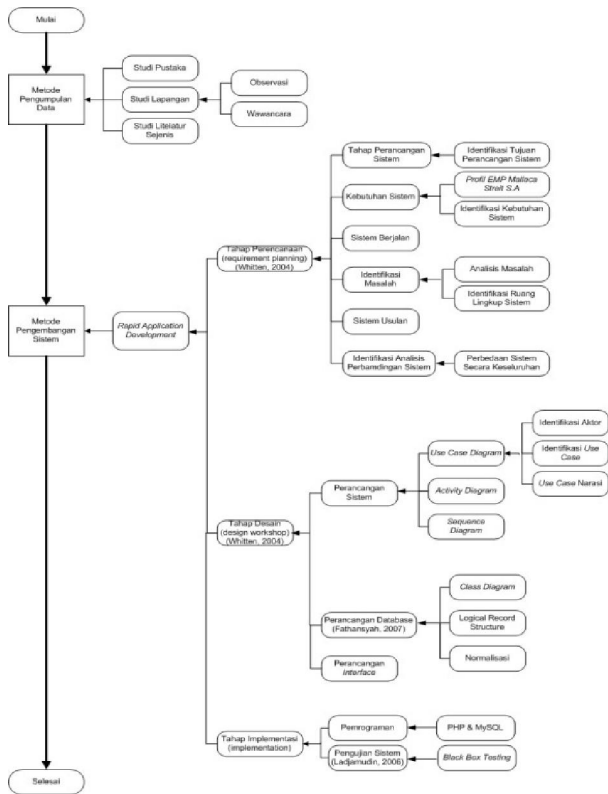 Mulai
Metode
Pengumpulan
Data
Studi Pustaka
Studi Lapangan
Studi Literatur
Sejenis
Observasi
Wawancara
Tahap Perancangan
Sistem
Identifikasi Tujuan
Perancangan Sistem
Kebutuhan Sistem
Profil EMP Mallaca
Strait S.A
Identifikasi Kebutuhan
Sistem
Sistem Berjalan
Tahap Perencanaan
(requirement planning)
(Whitten, 2004)
Identifikasi
Masalah
Analisis Masalah
Identifikasi Ruang
Lingkup Sistem
Sistem Usulan
Identifikasi Analisis
Perbamdingan Sistem
Perbedaan Sistem
Secara Keseluruhan
Metode
Pengembangan
Sistem
Rapid Application
Development
Tahap Desain
(design workshop)
(Whitten, 2004)
Perancangan
Sistem
Use Case Diagram
Identifikasi Aktor
Identifikasi Use
Case
Use Case Narasi
Activity Diagram
Sequence
Diagram
Perancangan Database
(Fathansyah, 2007)
Class Diagram
Logical Record
Structure
Normalisasi
Perancangan
Interface
Tahap Implementasi
(implementation)
Pemrograman
PHP & MySQL
Pengujian Sistem
(Ladjamudin, 2006)
Black Box Testing
Selesai